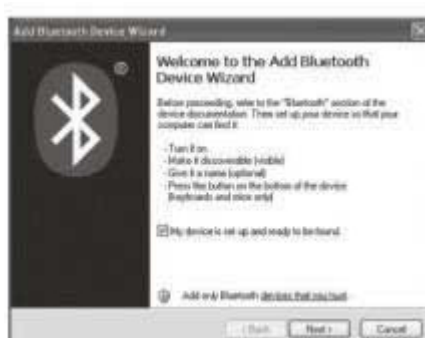 Add Bluetooth Device Wizard
Welcome to the Add Bluetooth
Device Wizard
Before proceeding, refer to the "Bluetooth" section of the
device documentation. Then set up your device so that your
computer can find it:
- Turn it on
- Make it discoverable (visible)
- Give it a name (optional)
- Press the button on the bottom of the device
(keyboards and mice only)
My device is set up and ready to be found.
Add only Bluetooth devices that you trust.
< Back
Next >
Cancel